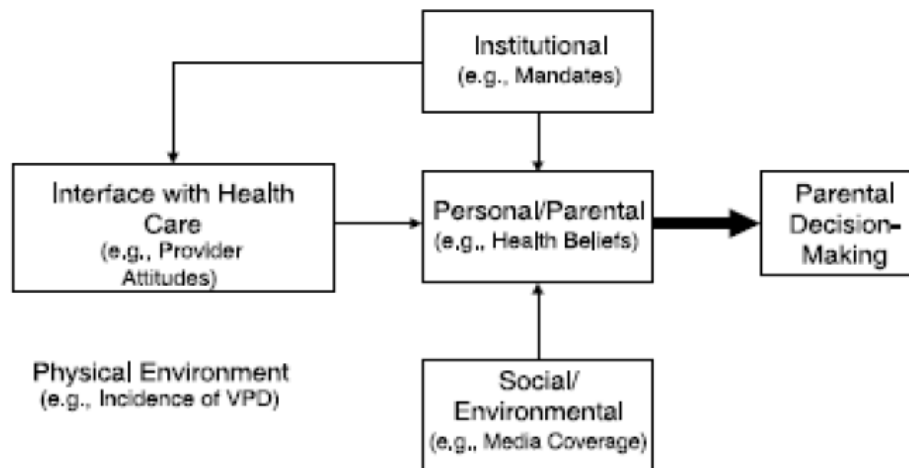 Institutional
(e.g., Mandates)
Interface with Health
Care
(e.g., Provider
Attitudes)
Personal/Parental
(e.g., Health Beliefs)
Parental
Decision-
Making
Physical Environment
(e.g., Incidence of VPD)
Social/
Environmental
(e.g., Media Coverage)